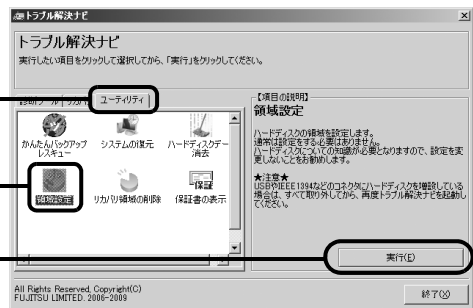 トラブル解決ナビ
トラブル解決ナビ
実行したい項目をクリックして選択してから、「実行」をクリックしてください。
診断ツール
リカバリ
ユーティリティ
かんたんバックアップ
レスキュー
システムの復元
ハードディスクデータ
消去
領域設定
リカバリ領域の削除
保証
保証書の表示
【項目の説明】
領域設定
ハードディスクの領域を設定します。
通常は設定をする必要はありません。
ハードディスクについての知識が必要となりますので、設定を変
更しないことをお勧めします。
★注意★
USBやIEEE1394などのコネクタにハードディスクを増設している
場合は、すべて取り外してから、再度トラブル解決ナビを起動し
てください。
実行(E)
All Rights Reserved, Copyright(C)
FUJITSU LIMITED. 2006-2009
終了(X)